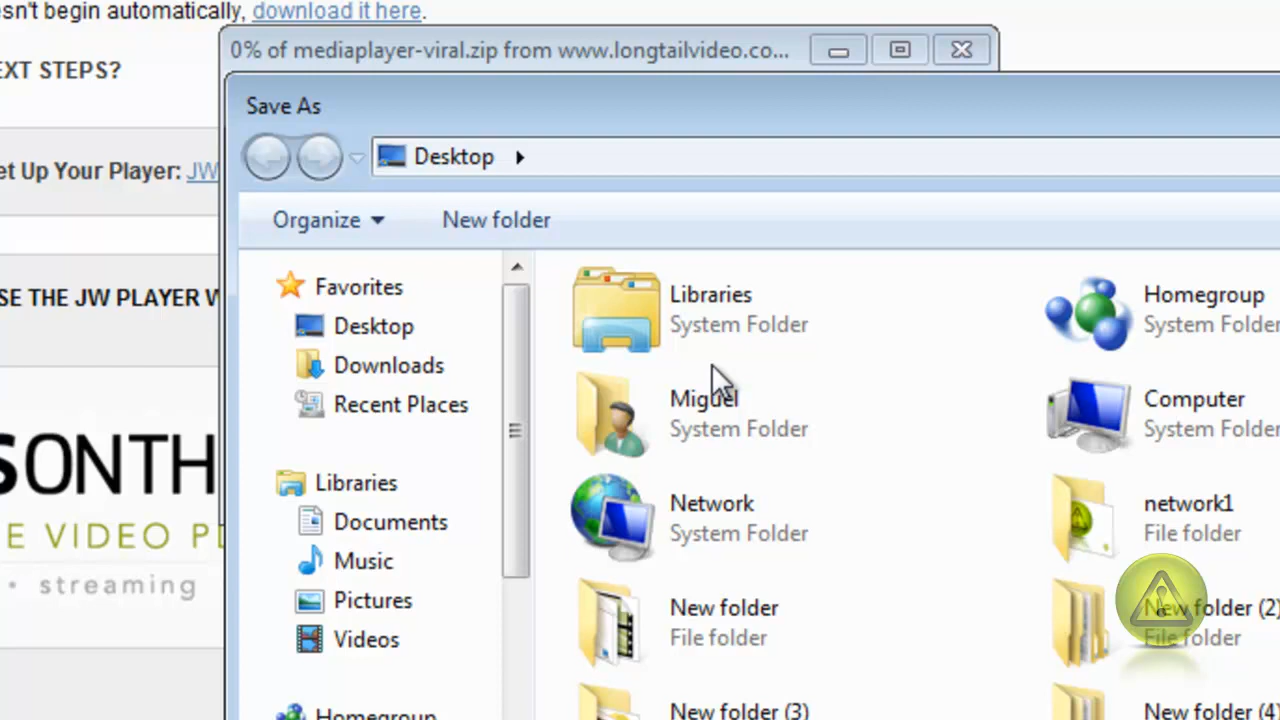 esn't begin automatically, download it here.
0% of mediaplayer-viral.zip from www.longtailvideo.co...
EXT STEPS?
Save As
Desktop
et Up Your Player: JW
Organize New folder
SE THE JW PLAYER W
Favorites
Desktop
Downloads
Recent Places
Libraries
Documents
Music
Pictures
Videos
Homegroup
Libraries
System Folder
Homegroup
System Folder
Miguel
System Folder
Computer
System Folder
Network
System Folder
network1
File folder
New folder
File folder
New folder (2)
File folder
New folder (3)
New folder (4)
SONTH
E VIDEO PL
• streaming